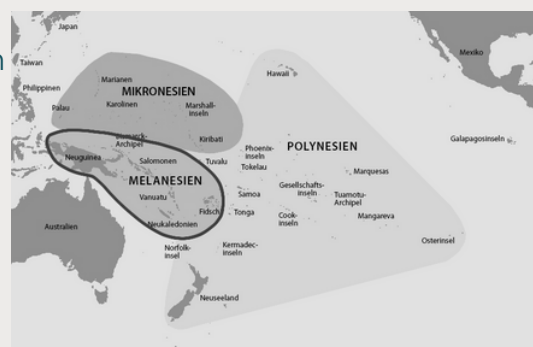 n
Japan
Taiwan
Philippinen
Palau
Marianen
MIKRONESIEN
Karolinen
Marshall-
inseln
Kiribati
Hawaii
Mexiko
Galapagosinseln
Bismarck-
Archipel
Neuguinea
Salomonen
Tuvalu
MELANESIEN
Vanuatu
Fidschi
Neukaledonien
Phoenix-
inseln
Tokelau
POLYNESIEN
Samoa
Gesellschafts-
inseln
Marquesas
Tuamotu-
Archipel
Tonga
Cook-
inseln
Mangareva
Osterinsel
Australien
Norfolk-
insel
Kermadec-
inseln
Neuseeland